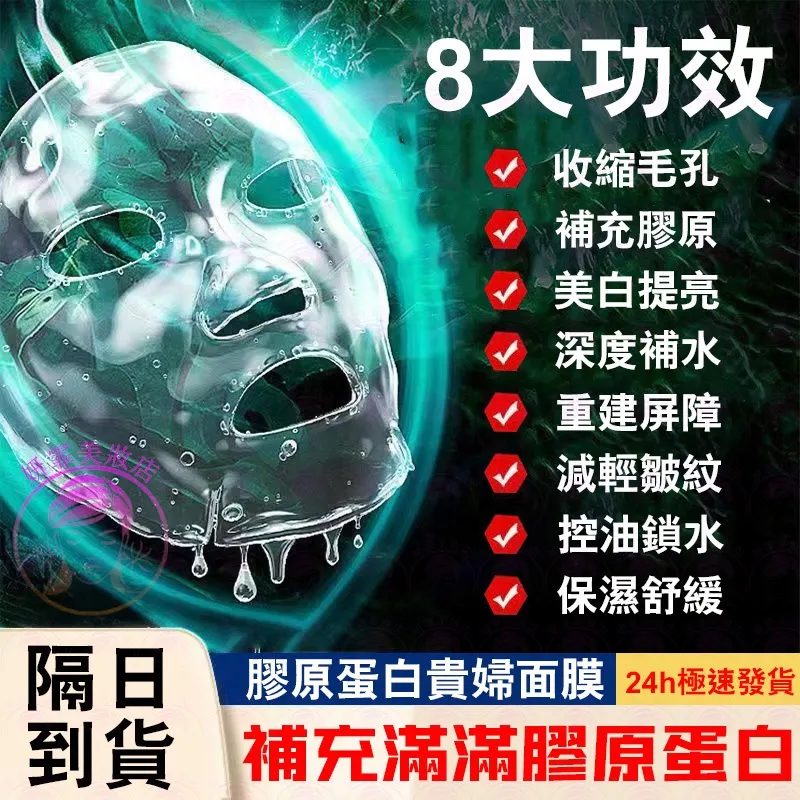 8大功效
收縮毛孔
補充膠原
美白提亮
深度補水
重建屏障
減輕皺紋
控油鎖水
保濕舒緩
美妝店
隔日
到貨
膠原蛋白貴婦面膜
24h極速發貨
補充滿滿膠原蛋白